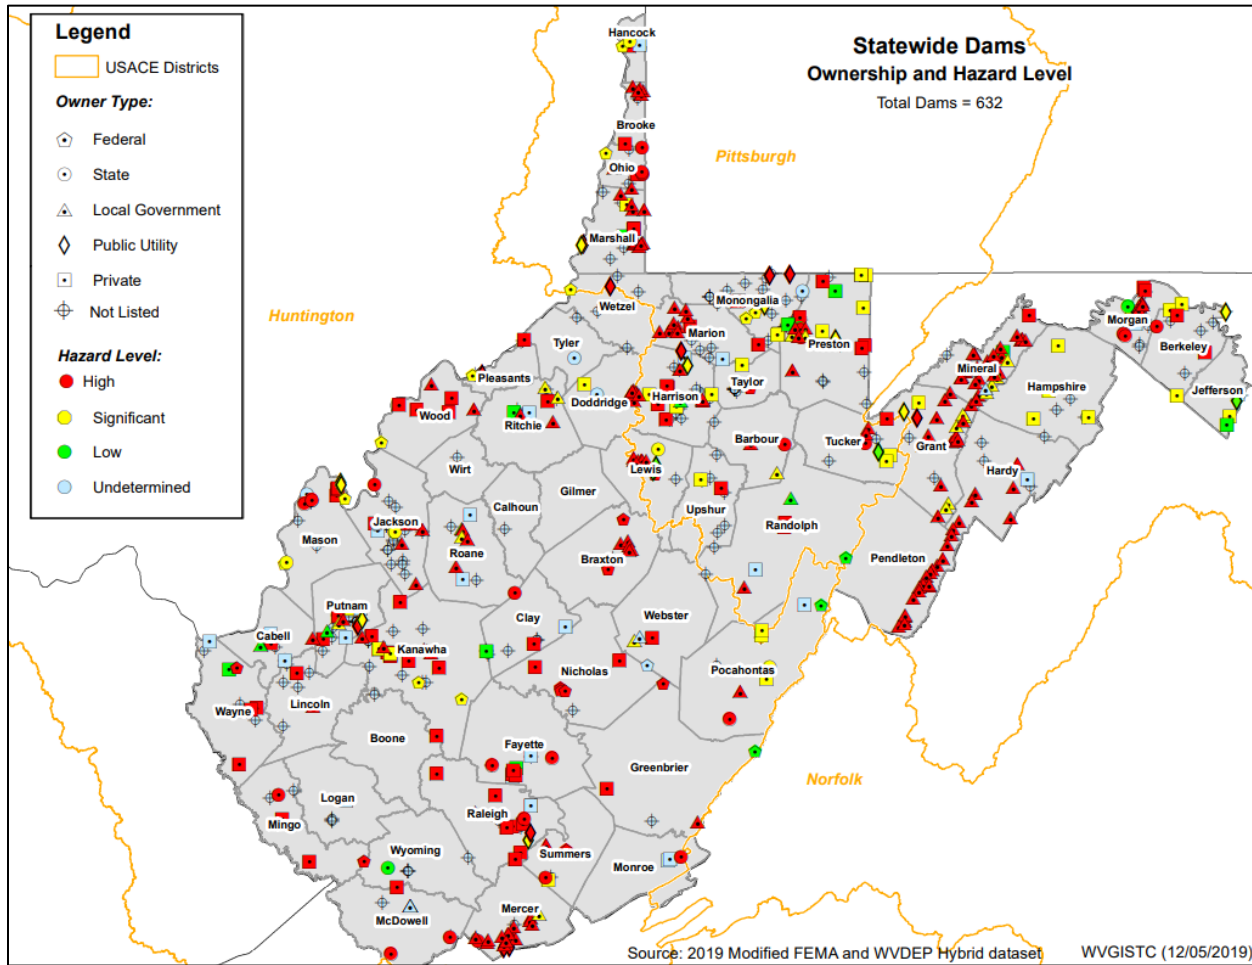 Legend
USACE Districts
Owner Type:
Federal
State
Local Government
Public Utility
Private
Not Listed
Hazard Level:
High
Significant
Low
Undetermined
Statewide Dams
Ownership and Hazard Level
Total Dams = 632
Pittsburgh
Huntington
Norfolk
Hancock
Brooke
Ohio
Marshall
Wetzel
Monongalia
Marion
Preston
Tyler
Pleasants
Doddridge
Harrison
Taylor
Morgan
Berkeley
Jefferson
Mineral
Hampshire
Wood
Ritchie
Barbour
Tucker
Grant
Hardy
Wirt
Lewis
Gilmer
Calhoun
Upshur
Randolph
Jackson
Mason
Roane
Braxton
Pendleton
Putnam
Cabell
Clay
Webster
Kanawha
Nicholas
Pocahontas
Wayne
Lincoln
Boone
Fayette
Greenbrier
Logan
Mingo
Raleigh
Wyoming
Summers
Monroe
McDowell
Mercer
Source: 2019 Modified FEMA and WVDEP Hybrid dataset
WVGISTC (12/05/2019)